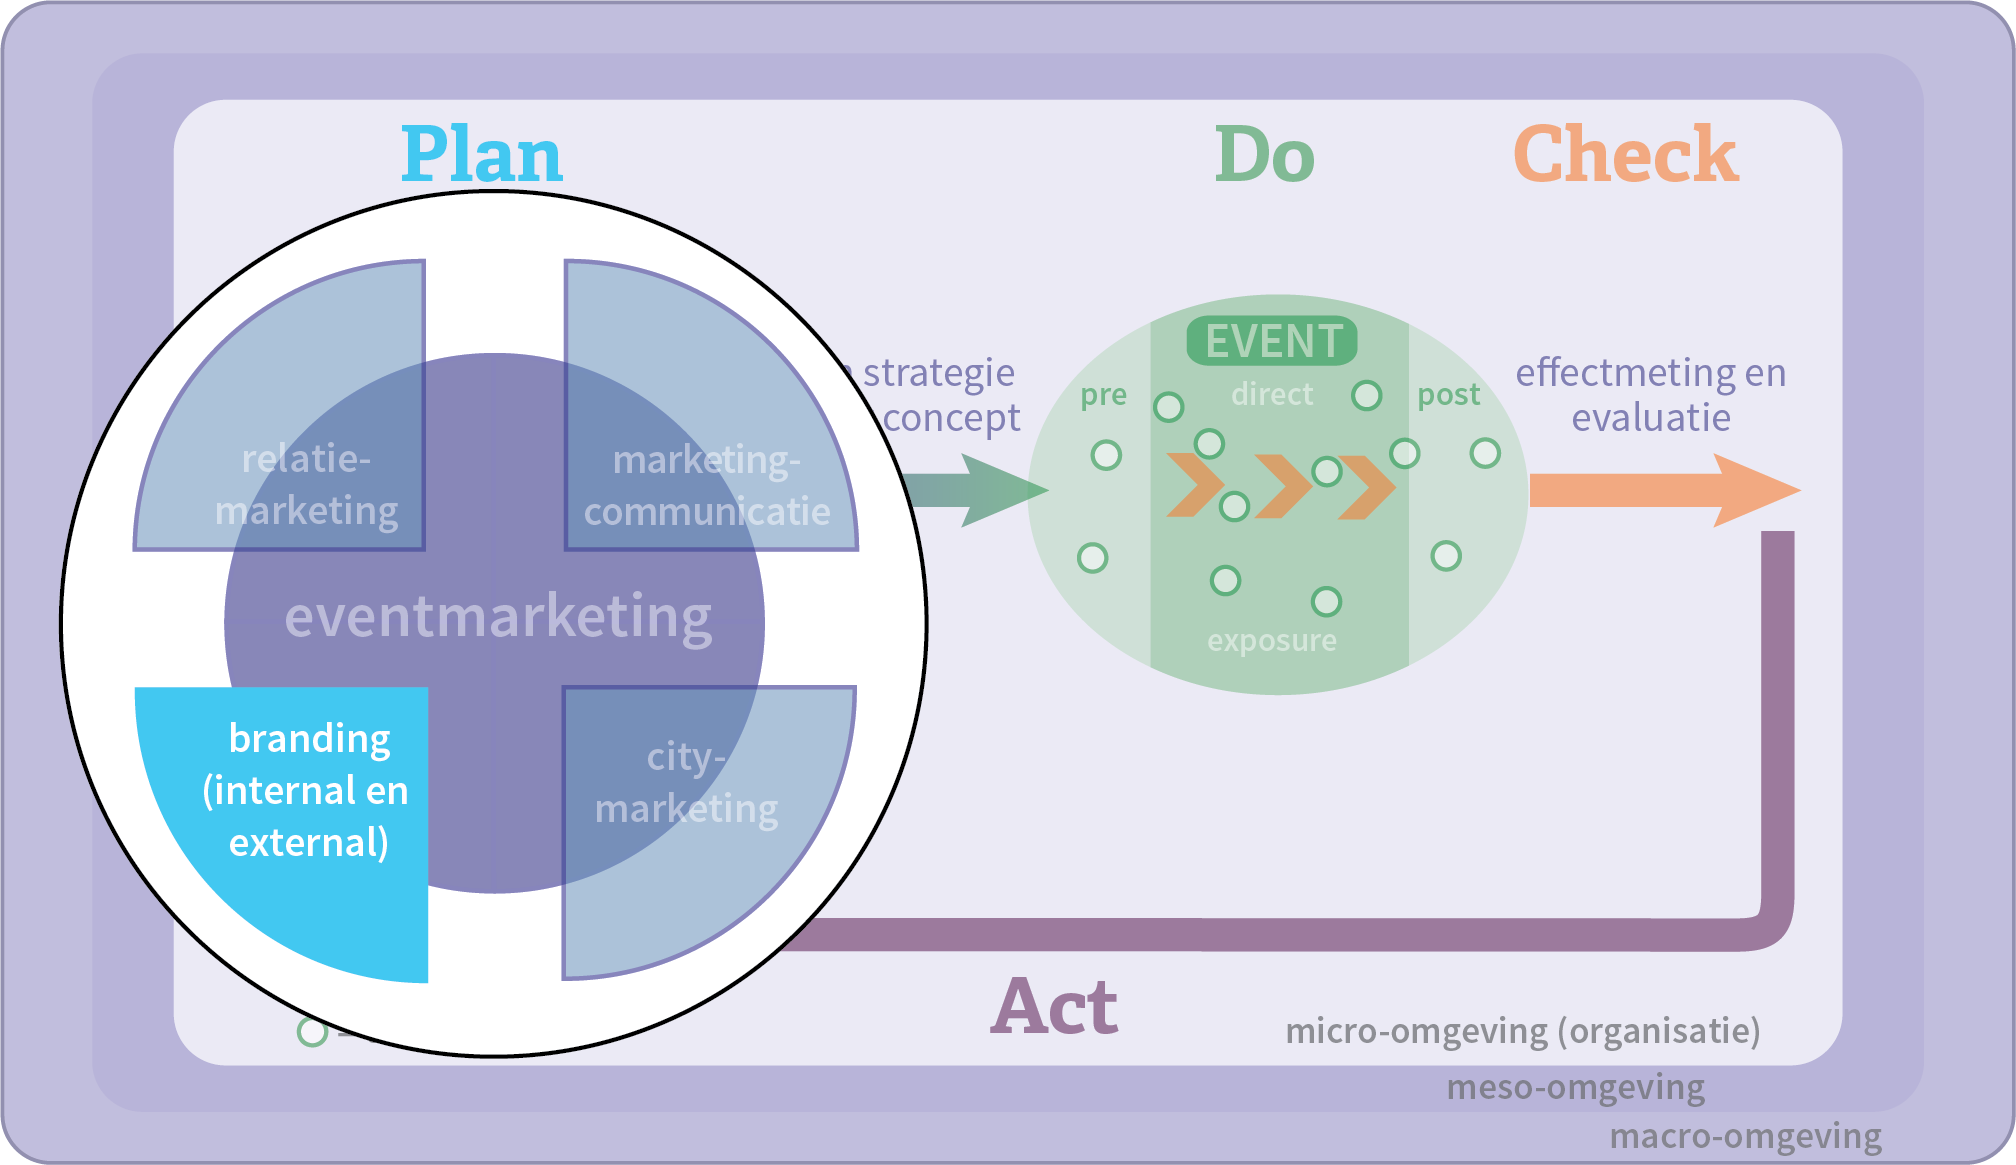 Plan
Do
Check
relatie-
marketing
marketing-
communicatie
eventmarketing
branding
(internal en
external)
city-
marketing
strategie
concept
EVENT
pre
direct
post
exposure
effectmeting en
evaluatie
Act
micro-omgeving (organisatie)
meso-omgeving
macro-omgeving